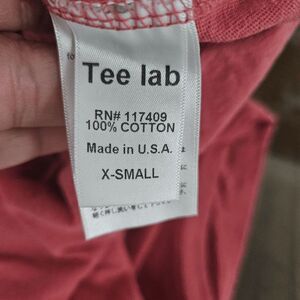 Tee lab
RN# 117409
100% COTTON
Made in U.S.A.
X-SMALL